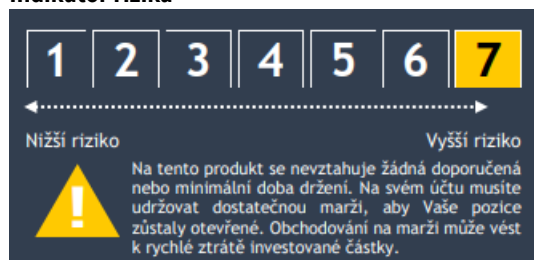 1 2 3 4 5 6 7
Nižší riziko Vyšší riziko
Na tento produkt se nevztahuje žádná doporučená
nebo minimální doba držení. Na svém účtu musíte
udržovat dostatečnou marži, aby Vaše pozice
zůstaly otevřené. Obchodování na marži může vést
k rychlé ztrátě investované částky.